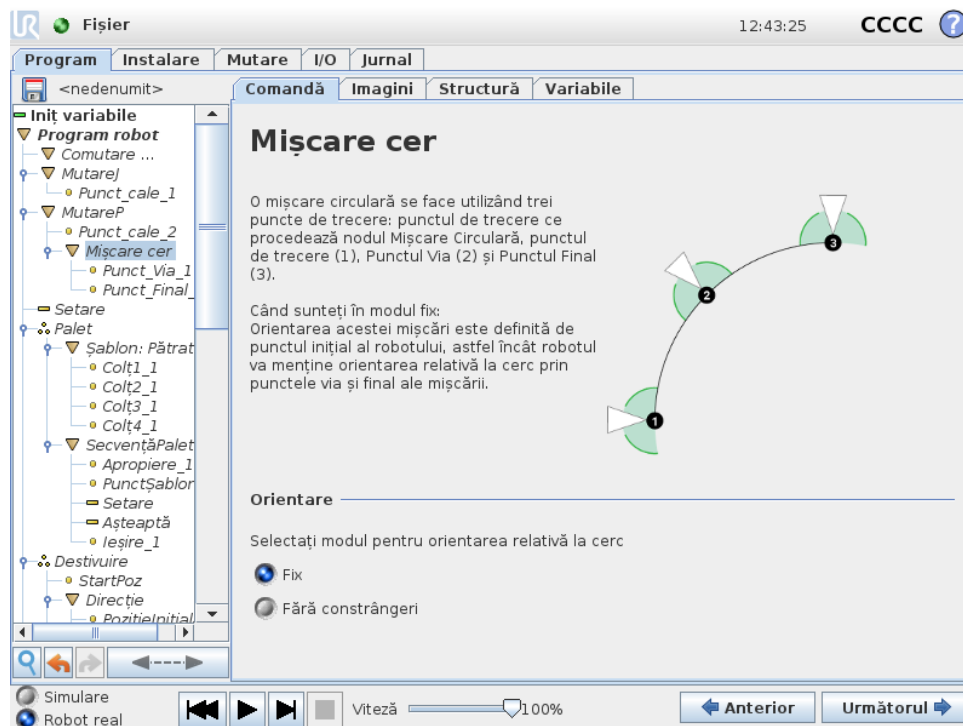 UR Fișier 12:43:25 CCCC ?
Program Instalare Mutare I/O Jurnal
<nedenumit>
Comandă Imagini Structură Variabile
Iniț variabile
Program robot
Comutare ...
MutareJ
Punct_cale_1
MutareP
Punct_cale_2
Mișcare cer
Punct_Via_1
Punct_Final_
Setare
Palet
Șablon: Pătrat
Colț1_1
Colț2_1
Colț3_1
Colț4_1
SecvențăPalet
Apropiere_1
PunctȘablor
Setare
Așteaptă
Ieșire_1
Destivuire
StartPoz
Direcție
PozițieInițial
Mișcare cer
O mișcare circulară se face utilizând trei
puncte de trecere: punctul de trecere ce
procedează nodul Mișcare Circulară, punctul
de trecere (1), Punctul Via (2) și Punctul Final
(3).
Când sunteți în modul fix:
Orientarea acestei mișcări este definită de
punctul inițial al robotului, astfel încât robotul
va menține orientarea relativă la cerc prin
punctele via și final ale mișcării.
3
2
1
Orientare
Selectați modul pentru orientarea relativă la cerc
Fix
Fără constrângeri
Simulare
Robot real
Viteză 100%
Anterior
Următorul